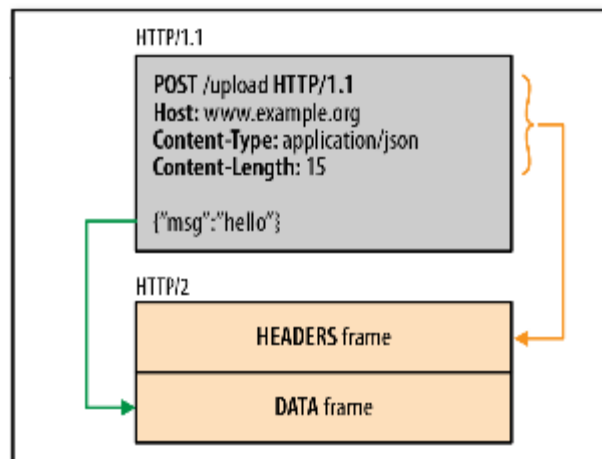 HTTP/1.1
POST /upload HTTP/1.1
Host: www.example.org
Content-Type: application/json
Content-Length: 15
{"msg":"hello"}
HTTP/2
HEADERS frame
DATA frame